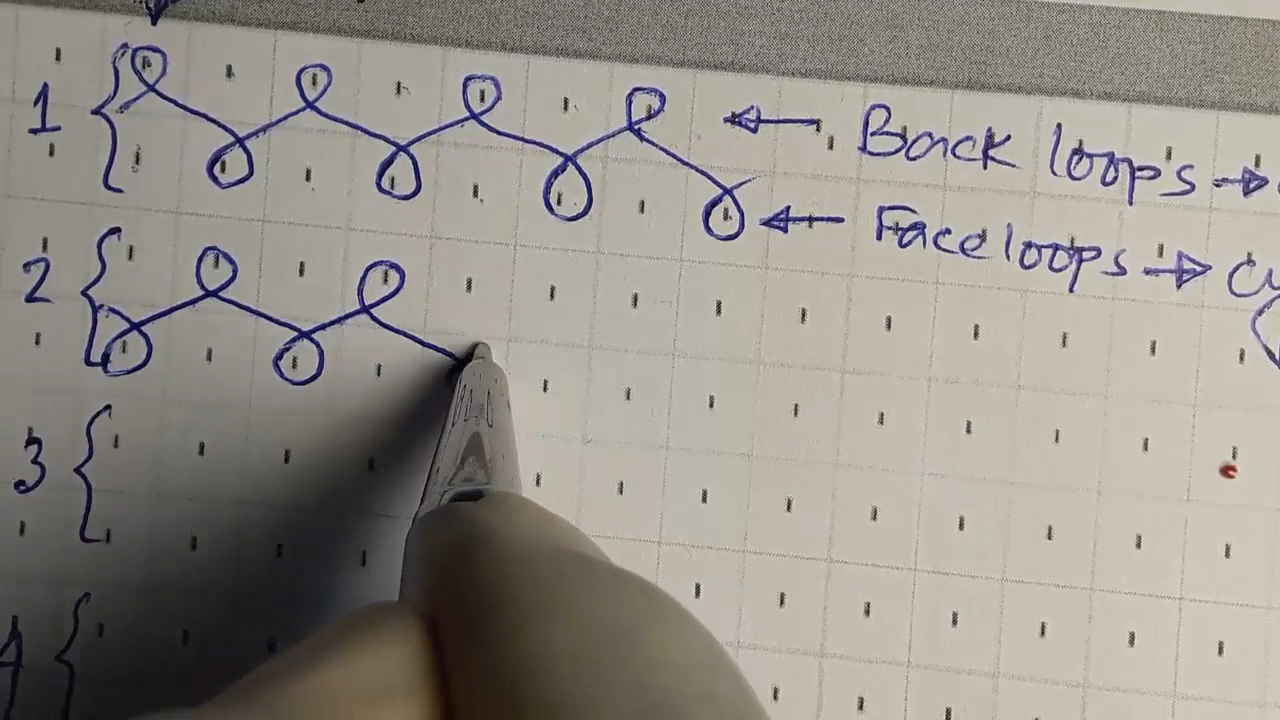 1 { ← Back loop's →
← Face loops →
2 {
3 {
4 {